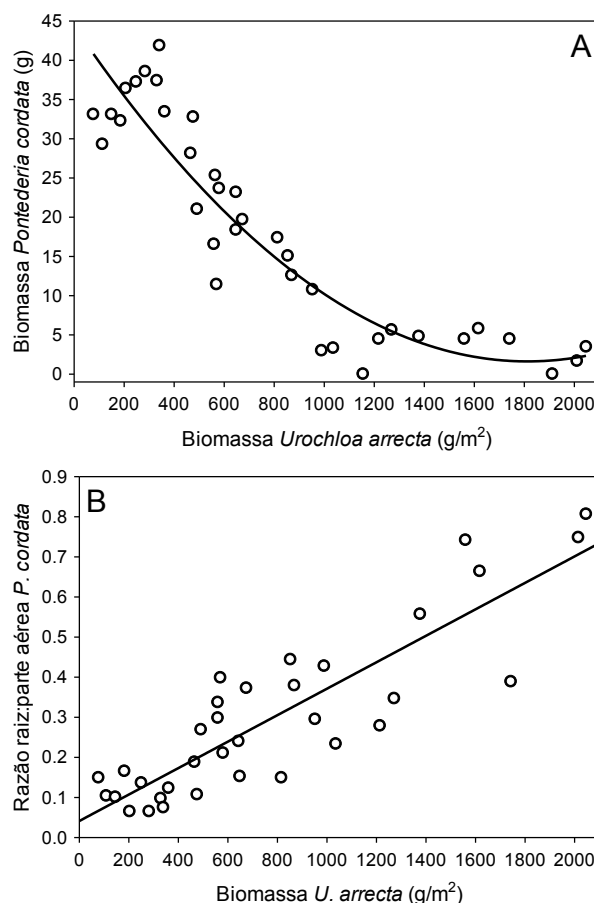 A
45
40
35
30
25
20
15
10
5
0
Biomassa Pontederia cordata (g)
0 200 400 600 800 1000 1200 1400 1600 1800 2000
Biomassa Urochloa arrecta (g/m²)
B
0.9
0.8
0.7
0.6
0.5
0.4
0.3
0.2
0.1
0.0
Razão raiz:parte aérea P. cordata
0 200 400 600 800 1000 1200 1400 1600 1800 2000
Biomassa U. arrecta (g/m²)